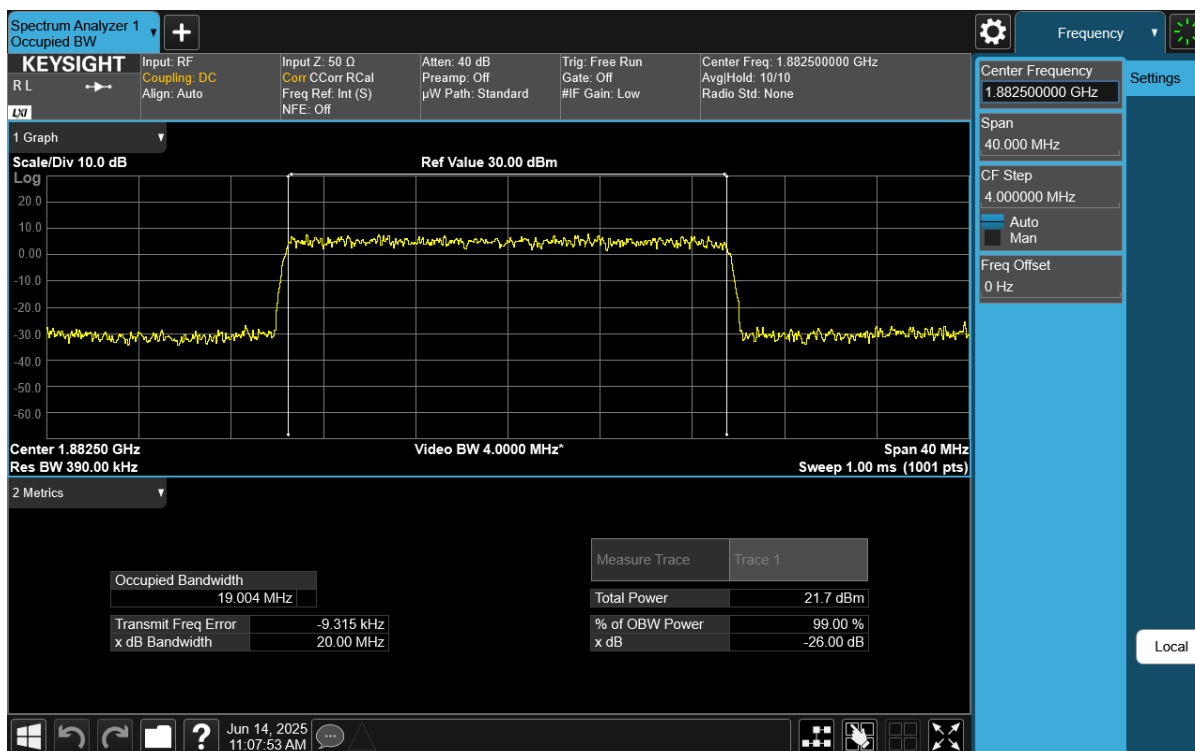 Spectrum Analyzer 1
Occupied BW
Frequency
KEYSIGHT
R L
LXI
Input: RF
Coupling: DC
Align: Auto
Input Z: 50 Ω
Corr CCorr RCal
Freq Ref: Int (S)
NFE: Off
Atten: 40 dB
Preamp: Off
µW Path: Standard
Trig: Free Run
Gate: Off
#IF Gain: Low
Center Freq: 1.882500000 GHz
Avg|Hold: 10/10
Radio Std: None
Center Frequency
1.882500000 GHz
Settings
Span
40.000 MHz
CF Step
4.000000 MHz
Auto
Man
Freq Offset
0 Hz
Local
1 Graph
Scale/Div 10.0 dB
Ref Value 30.00 dBm
Log
20.0
10.0
0.00
-10.0
-20.0
-30.0
-40.0
-50.0
-60.0
Center 1.88250 GHz
Video BW 4.0000 MHz*
Span 40 MHz
Res BW 390.00 kHz
Sweep 1.00 ms (1001 pts)
2 Metrics
Measure Trace
Trace 1
Occupied Bandwidth
19.004 MHz
Total Power
21.7 dBm
Transmit Freq Error
-9.315 kHz
% of OBW Power
99.00 %
x dB Bandwidth
20.00 MHz
x dB
-26.00 dB
?
Jun 14, 2025
11:07:53 AM